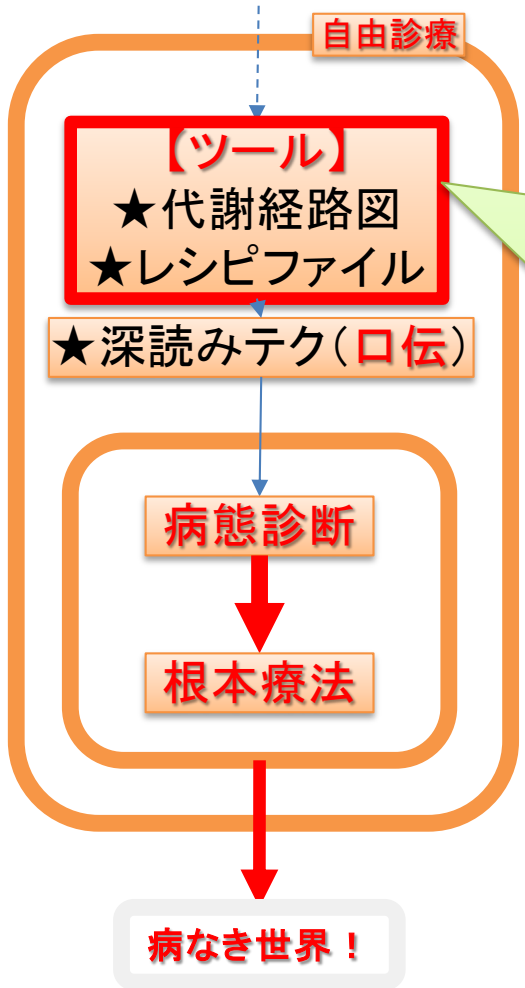 自由診療
【ツール】
★代謝経路図
★レシピファイル
★深読みテク(口伝)
病態診断
根本療法
病なき世界！